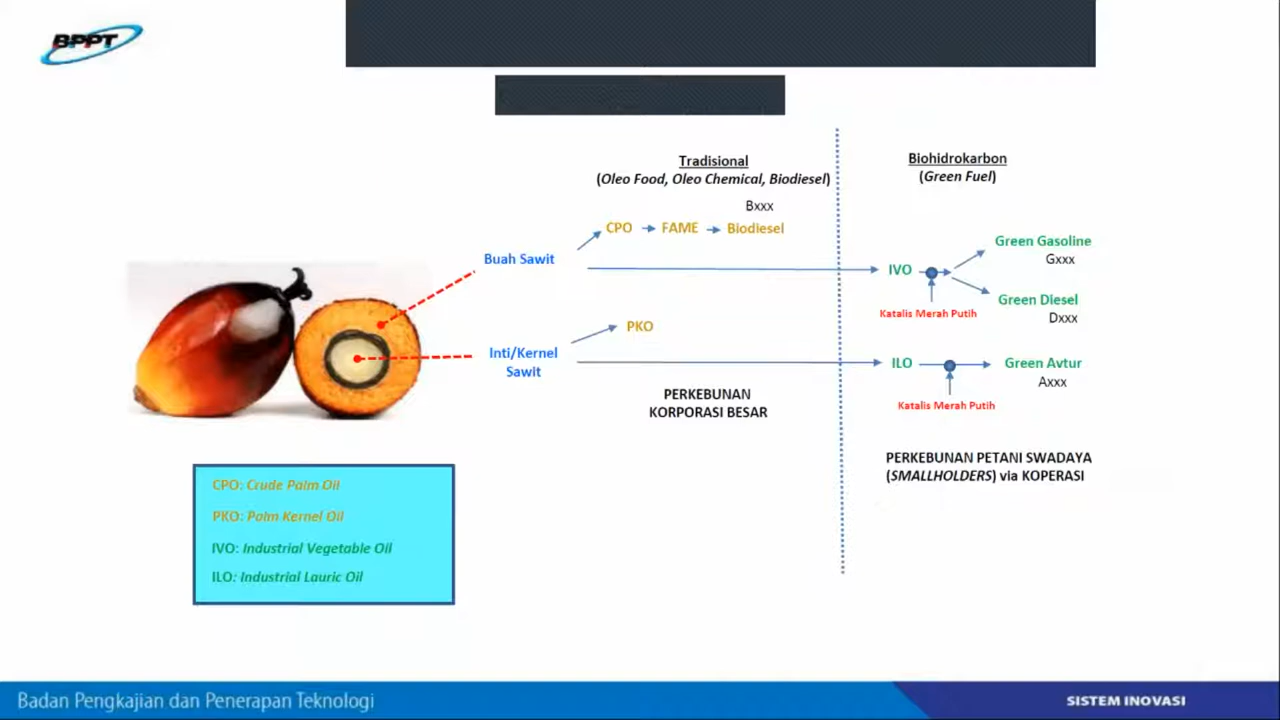 BPPT
Tradisional
(Oleo Food, Oleo Chemical, Biodiesel)
Bxxx
CPO
FAME
Biodiesel
Buah Sawit
PKO
Inti/Kernel
Sawit
PERKEBUNAN
KORPORASI BESAR
Biohidrokarbon
(Green Fuel)
IVO
Green Gasoline
Gxxx
Green Diesel
Dxxx
Katalis Merah Putih
ILO
Green Avtur
Axxx
Katalis Merah Putih
PERKEBUNAN PETANI SWADAYA
(SMALLHOLDERS) via KOPERASI
CPO: Crude Palm Oil
PKO: Palm Kernel Oil
IVO: Industrial Vegetable Oil
ILO: Industrial Lauric Oil
Badan Pengkajian dan Penerapan Teknologi
SISTEM INOVASI